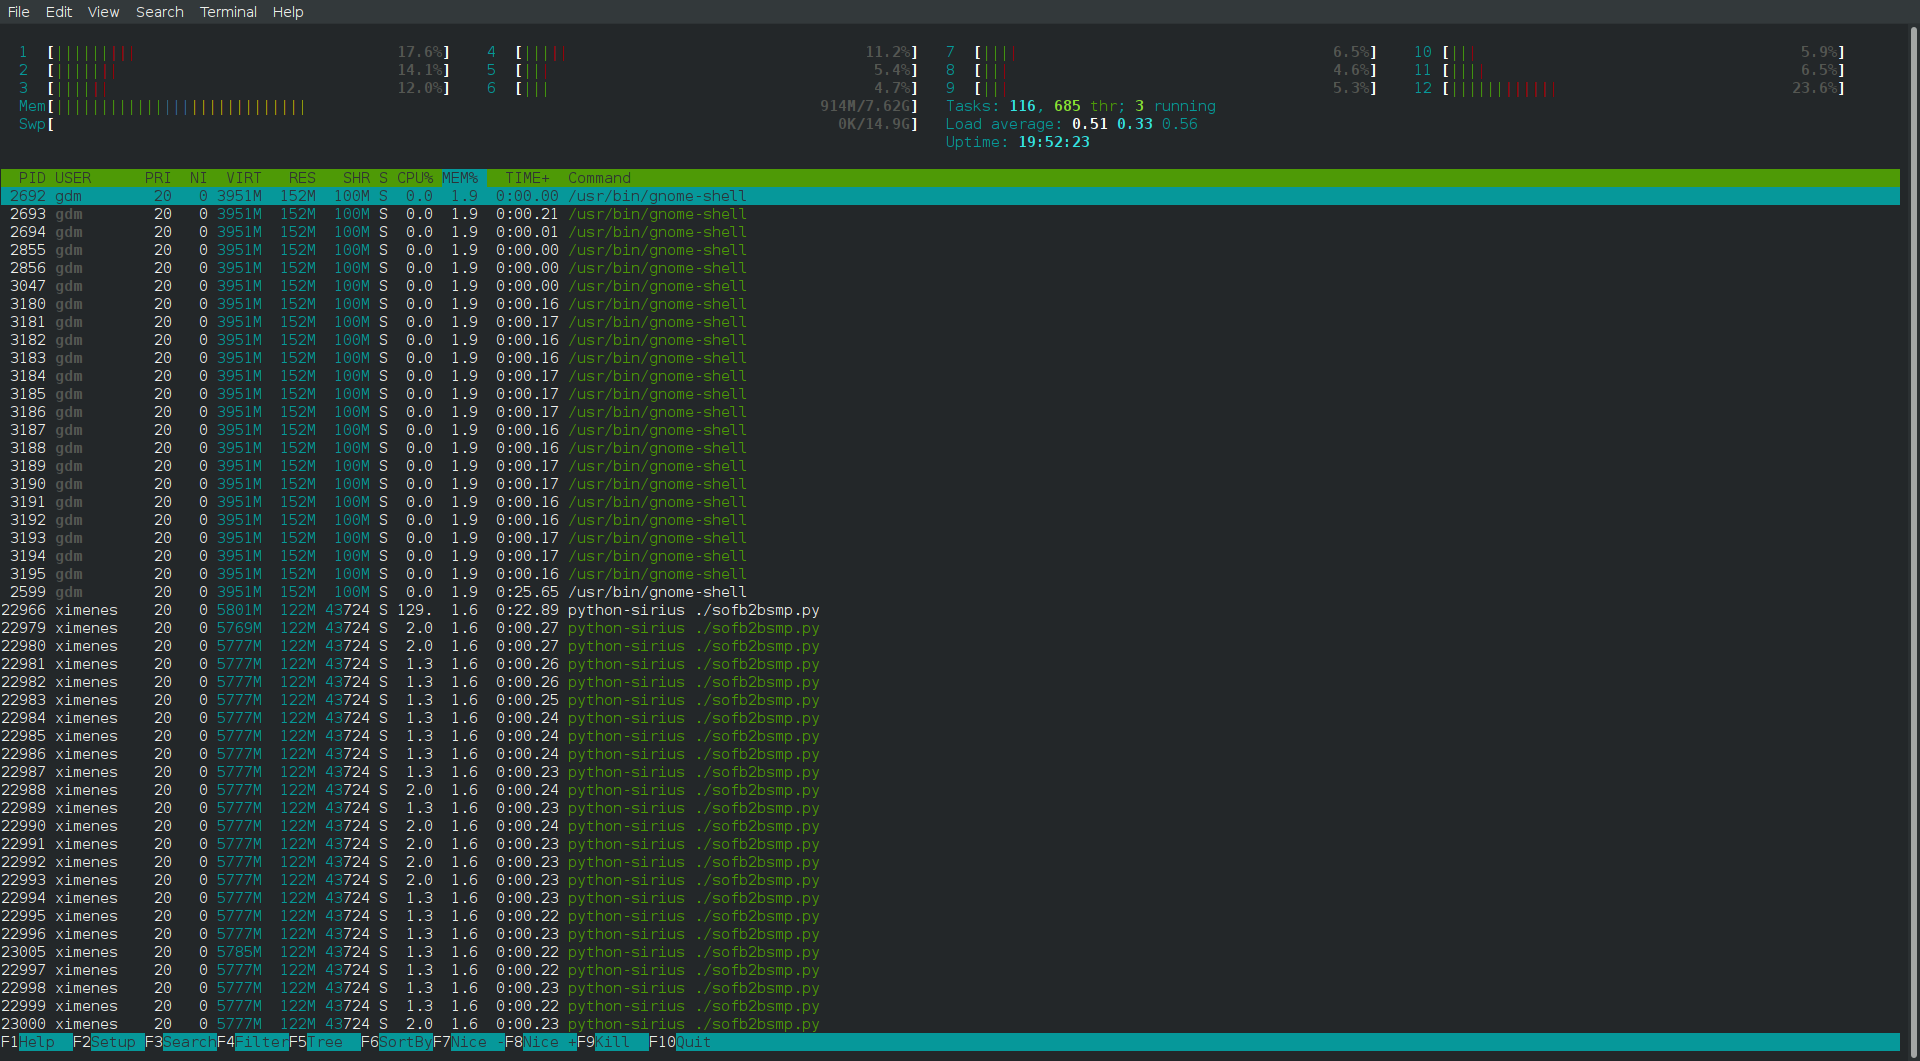 File Edit View Search Terminal Help
1 [||||||||| 17.6%] 4 [||||| 11.2%] 7 [|||| 6.5%] 10 [||| 5.9%]
2 [||||||| 14.1%] 5 [||| 5.4%] 8 [||| 4.6%] 11 [||| 6.5%]
3 [|||||| 12.0%] 6 [||| 4.7%] 9 [||| 5.3%] 12 [|||||||||||| 23.6%]
Mem[|||||||||||||||||||||||||||| 914M/7.62G] Tasks: 116, 685 thr; 3 running
Swp[ 0K/14.9G] Load average: 0.51 0.33 0.56
Uptime: 19:52:23
PID USER PRI NI VIRT RES SHR S CPU% MEM% TIME+ Command
2692 gdm 20 0 3951M 152M 100M S 0.0 1.9 0:00.00 /usr/bin/gnome-shell
2693 gdm 20 0 3951M 152M 100M S 0.0 1.9 0:00.21 /usr/bin/gnome-shell
2694 gdm 20 0 3951M 152M 100M S 0.0 1.9 0:00.01 /usr/bin/gnome-shell
2855 gdm 20 0 3951M 152M 100M S 0.0 1.9 0:00.00 /usr/bin/gnome-shell
2856 gdm 20 0 3951M 152M 100M S 0.0 1.9 0:00.00 /usr/bin/gnome-shell
3047 gdm 20 0 3951M 152M 100M S 0.0 1.9 0:00.00 /usr/bin/gnome-shell
3180 gdm 20 0 3951M 152M 100M S 0.0 1.9 0:00.16 /usr/bin/gnome-shell
3181 gdm 20 0 3951M 152M 100M S 0.0 1.9 0:00.17 /usr/bin/gnome-shell
3182 gdm 20 0 3951M 152M 100M S 0.0 1.9 0:00.16 /usr/bin/gnome-shell
3183 gdm 20 0 3951M 152M 100M S 0.0 1.9 0:00.16 /usr/bin/gnome-shell
3184 gdm 20 0 3951M 152M 100M S 0.0 1.9 0:00.17 /usr/bin/gnome-shell
3185 gdm 20 0 3951M 152M 100M S 0.0 1.9 0:00.17 /usr/bin/gnome-shell
3186 gdm 20 0 3951M 152M 100M S 0.0 1.9 0:00.17 /usr/bin/gnome-shell
3187 gdm 20 0 3951M 152M 100M S 0.0 1.9 0:00.16 /usr/bin/gnome-shell
3188 gdm 20 0 3951M 152M 100M S 0.0 1.9 0:00.16 /usr/bin/gnome-shell
3189 gdm 20 0 3951M 152M 100M S 0.0 1.9 0:00.17 /usr/bin/gnome-shell
3190 gdm 20 0 3951M 152M 100M S 0.0 1.9 0:00.17 /usr/bin/gnome-shell
3191 gdm 20 0 3951M 152M 100M S 0.0 1.9 0:00.16 /usr/bin/gnome-shell
3192 gdm 20 0 3951M 152M 100M S 0.0 1.9 0:00.16 /usr/bin/gnome-shell
3193 gdm 20 0 3951M 152M 100M S 0.0 1.9 0:00.17 /usr/bin/gnome-shell
3194 gdm 20 0 3951M 152M 100M S 0.0 1.9 0:00.17 /usr/bin/gnome-shell
3195 gdm 20 0 3951M 152M 100M S 0.0 1.9 0:00.16 /usr/bin/gnome-shell
2599 gdm 20 0 3951M 152M 100M S 0.0 1.9 0:25.65 /usr/bin/gnome-shell
22966 ximenes 20 0 5801M 122M 43724 S 129. 1.6 0:22.89 python-sirius ./sofb2bsmp.py
22979 ximenes 20 0 5769M 122M 43724 S 2.0 1.6 0:00.27 python-sirius ./sofb2bsmp.py
22980 ximenes 20 0 5777M 122M 43724 S 2.0 1.6 0:00.27 python-sirius ./sofb2bsmp.py
22981 ximenes 20 0 5777M 122M 43724 S 1.3 1.6 0:00.26 python-sirius ./sofb2bsmp.py
22982 ximenes 20 0 5777M 122M 43724 S 1.3 1.6 0:00.26 python-sirius ./sofb2bsmp.py
22983 ximenes 20 0 5777M 122M 43724 S 1.3 1.6 0:00.25 python-sirius ./sofb2bsmp.py
22984 ximenes 20 0 5777M 122M 43724 S 1.3 1.6 0:00.24 python-sirius ./sofb2bsmp.py
22985 ximenes 20 0 5777M 122M 43724 S 1.3 1.6 0:00.24 python-sirius ./sofb2bsmp.py
22986 ximenes 20 0 5777M 122M 43724 S 1.3 1.6 0:00.24 python-sirius ./sofb2bsmp.py
22987 ximenes 20 0 5777M 122M 43724 S 1.3 1.6 0:00.23 python-sirius ./sofb2bsmp.py
22988 ximenes 20 0 5777M 122M 43724 S 2.0 1.6 0:00.24 python-sirius ./sofb2bsmp.py
22989 ximenes 20 0 5777M 122M 43724 S 1.3 1.6 0:00.23 python-sirius ./sofb2bsmp.py
22990 ximenes 20 0 5777M 122M 43724 S 2.0 1.6 0:00.24 python-sirius ./sofb2bsmp.py
22991 ximenes 20 0 5777M 122M 43724 S 2.0 1.6 0:00.23 python-sirius ./sofb2bsmp.py
22992 ximenes 20 0 5777M 122M 43724 S 2.0 1.6 0:00.23 python-sirius ./sofb2bsmp.py
22993 ximenes 20 0 5777M 122M 43724 S 2.0 1.6 0:00.23 python-sirius ./sofb2bsmp.py
22994 ximenes 20 0 5777M 122M 43724 S 1.3 1.6 0:00.23 python-sirius ./sofb2bsmp.py
22995 ximenes 20 0 5777M 122M 43724 S 1.3 1.6 0:00.22 python-sirius ./sofb2bsmp.py
22996 ximenes 20 0 5777M 122M 43724 S 1.3 1.6 0:00.23 python-sirius ./sofb2bsmp.py
23005 ximenes 20 0 5785M 122M 43724 S 1.3 1.6 0:00.22 python-sirius ./sofb2bsmp.py
22997 ximenes 20 0 5777M 122M 43724 S 1.3 1.6 0:00.22 python-sirius ./sofb2bsmp.py
22998 ximenes 20 0 5777M 122M 43724 S 1.3 1.6 0:00.23 python-sirius ./sofb2bsmp.py
22999 ximenes 20 0 5777M 122M 43724 S 1.3 1.6 0:00.22 python-sirius ./sofb2bsmp.py
23000 ximenes 20 0 5777M 122M 43724 S 2.0 1.6 0:00.23 python-sirius ./sofb2bsmp.py
F1Help F2Setup F3SearchF4FilterF5Tree F6SortByF7Nice -F8Nice +F9Kill F10Quit